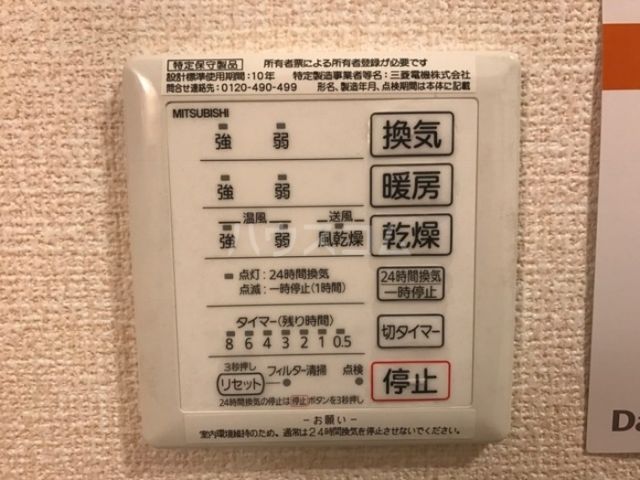 特定保守製品 所有者票による所有者登録が必要です
設計標準使用期間:10年 特定製造事業者等名:三菱電機株式会社
問合せ連絡先:0120-490-499 形名、製造年月、点検期間は本体に記載
MITSUBISHI
強 弱 換気
強 弱 暖房
温風 送風
強 弱 風乾燥 乾燥
ハウスコム
点灯:24時間換気
点滅:一時停止(1時間)
24時間換気
一時停止
タイマー(残り時間)
8 6 4 3 2 1 0.5
切タイマー
3秒押し
リセット フィルター清掃 点検
停止
24時間換気の停止は停止ボタンを3秒押し
-お願い-
室内環境維持のため、通常は24時間換気を停止させないでください。
Da